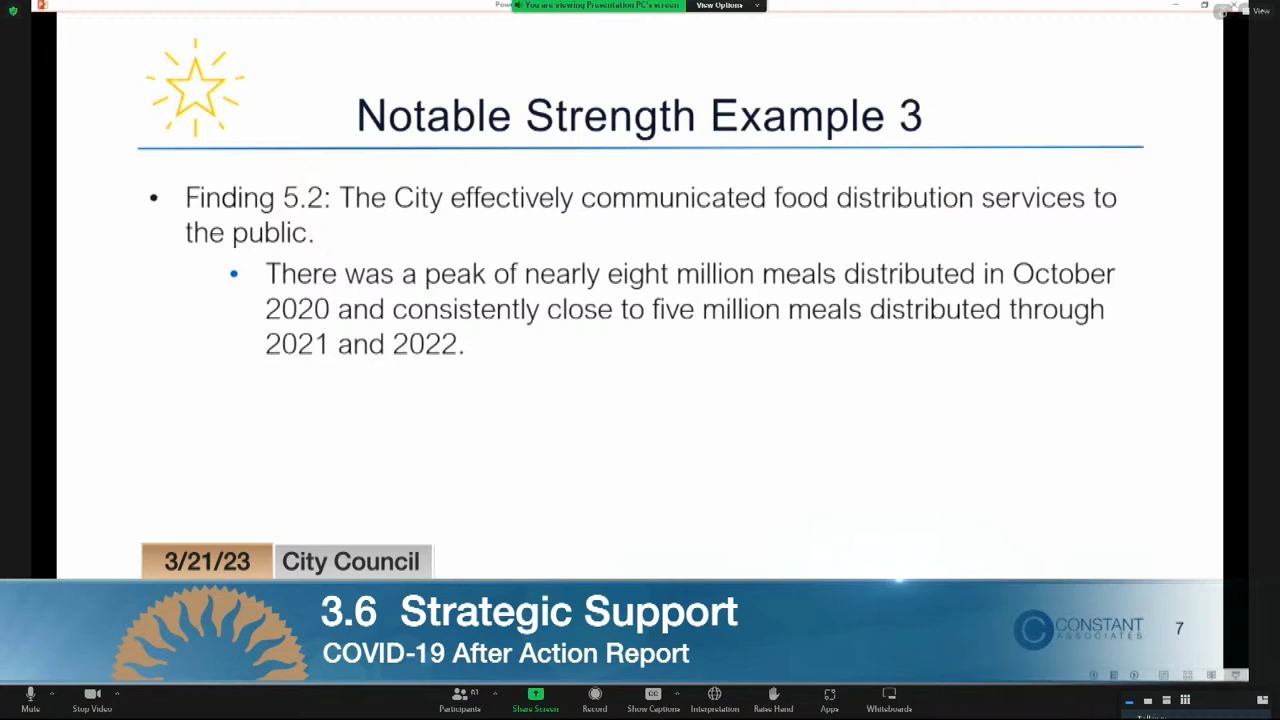 You are viewing Presentation PC's screen
View Options
View
Notable Strength Example 3
• Finding 5.2: The City effectively communicated food distribution services to
the public.
• There was a peak of nearly eight million meals distributed in October
2020 and consistently close to five million meals distributed through
2021 and 2022.
3/21/23
City Council
3.6 Strategic Support
COVID-19 After Action Report
CONSTANT
ASSOCIATES
7
Mute
Stop Video
Participants
61
Share Screen
Record
CC
Show Captions
Interpretation
Raise Hand
Apps
Whiteboards